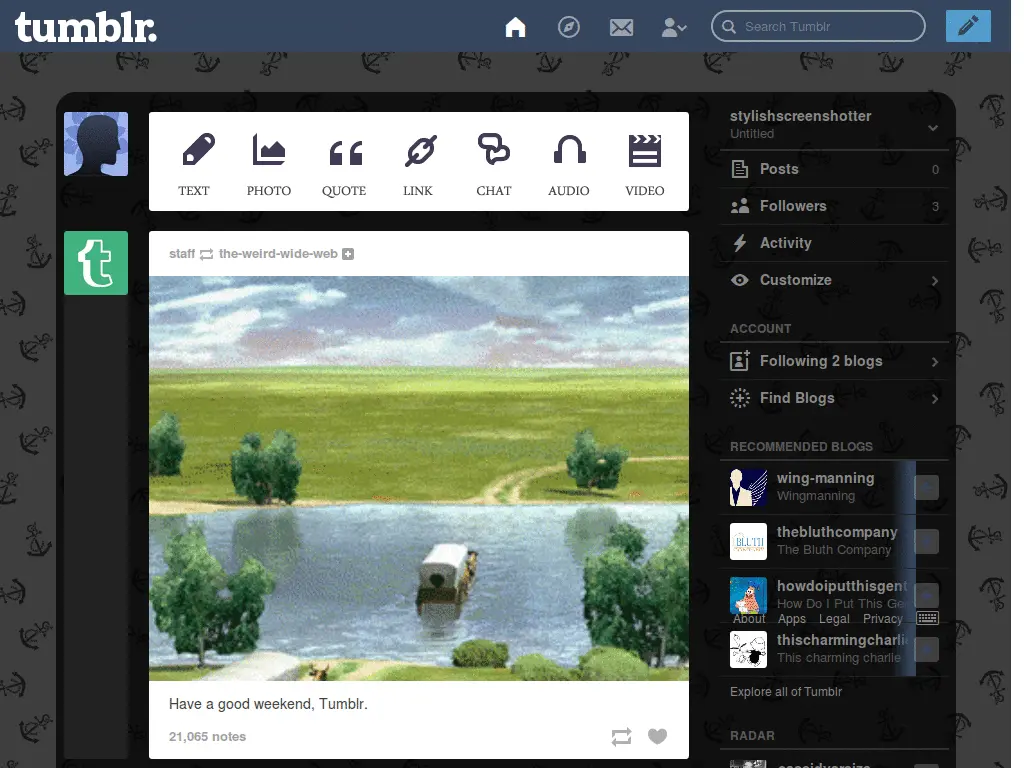 tumblr.
Search Tumblr
TEXT
PHOTO
QUOTE
LINK
CHAT
AUDIO
VIDEO
staff the-weird-wide-web
Have a good weekend, Tumblr.
21,065 notes
stylishscreenshotter
Untitled
Posts 0
Followers 3
Activity
Customize
ACCOUNT
Following 2 blogs
Find Blogs
RECOMMENDED BLOGS
wing-manning
Wingmanning
thebluthcompany
BLUTH
The Bluth Company
howdoiputthisgent
How Do I Put This Ge
About Apps Legal Privacy
thischarmingcharlie
This charming charlie
Explore all of Tumblr
RADAR